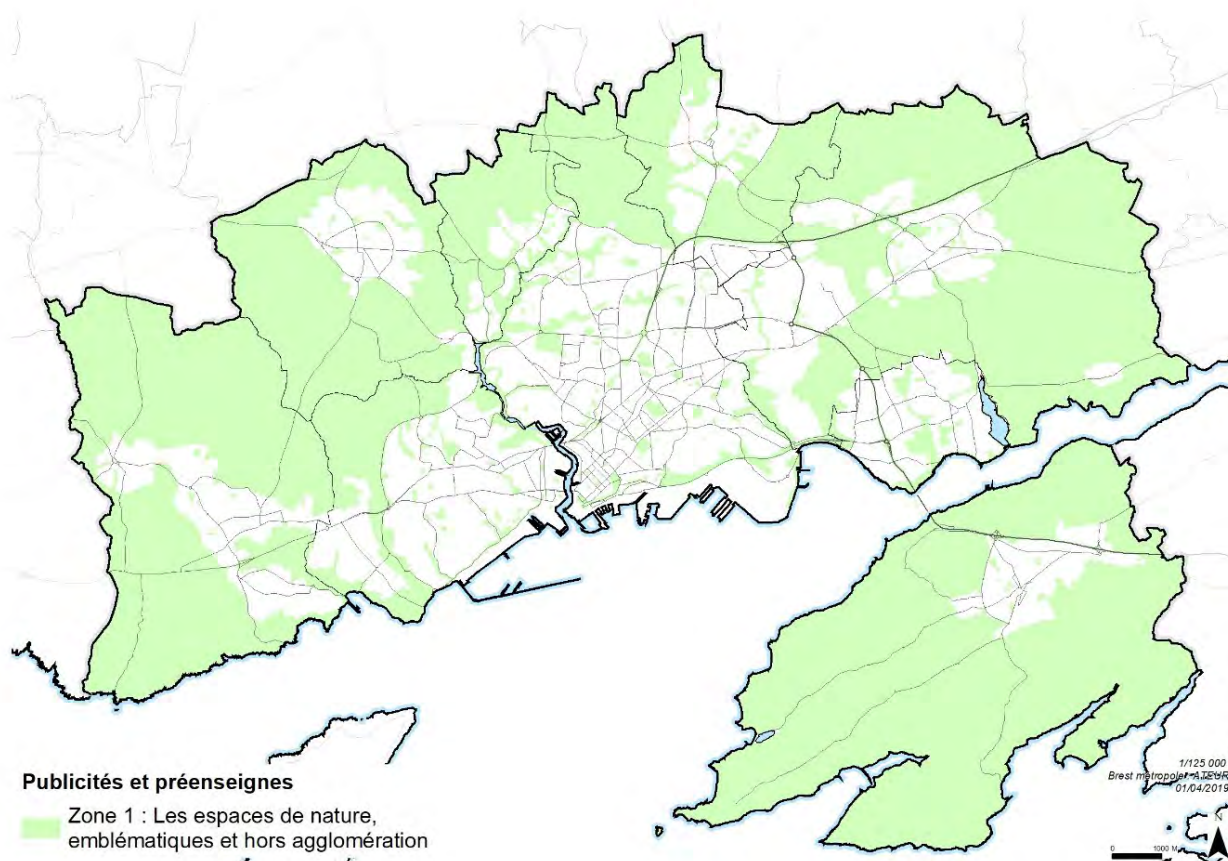 Publicités et préenseignes
Zone 1 : Les espaces de nature,
emblématiques et hors agglomération
1/125 000
Brest métropole
01/04/2019
N
0 1000 M